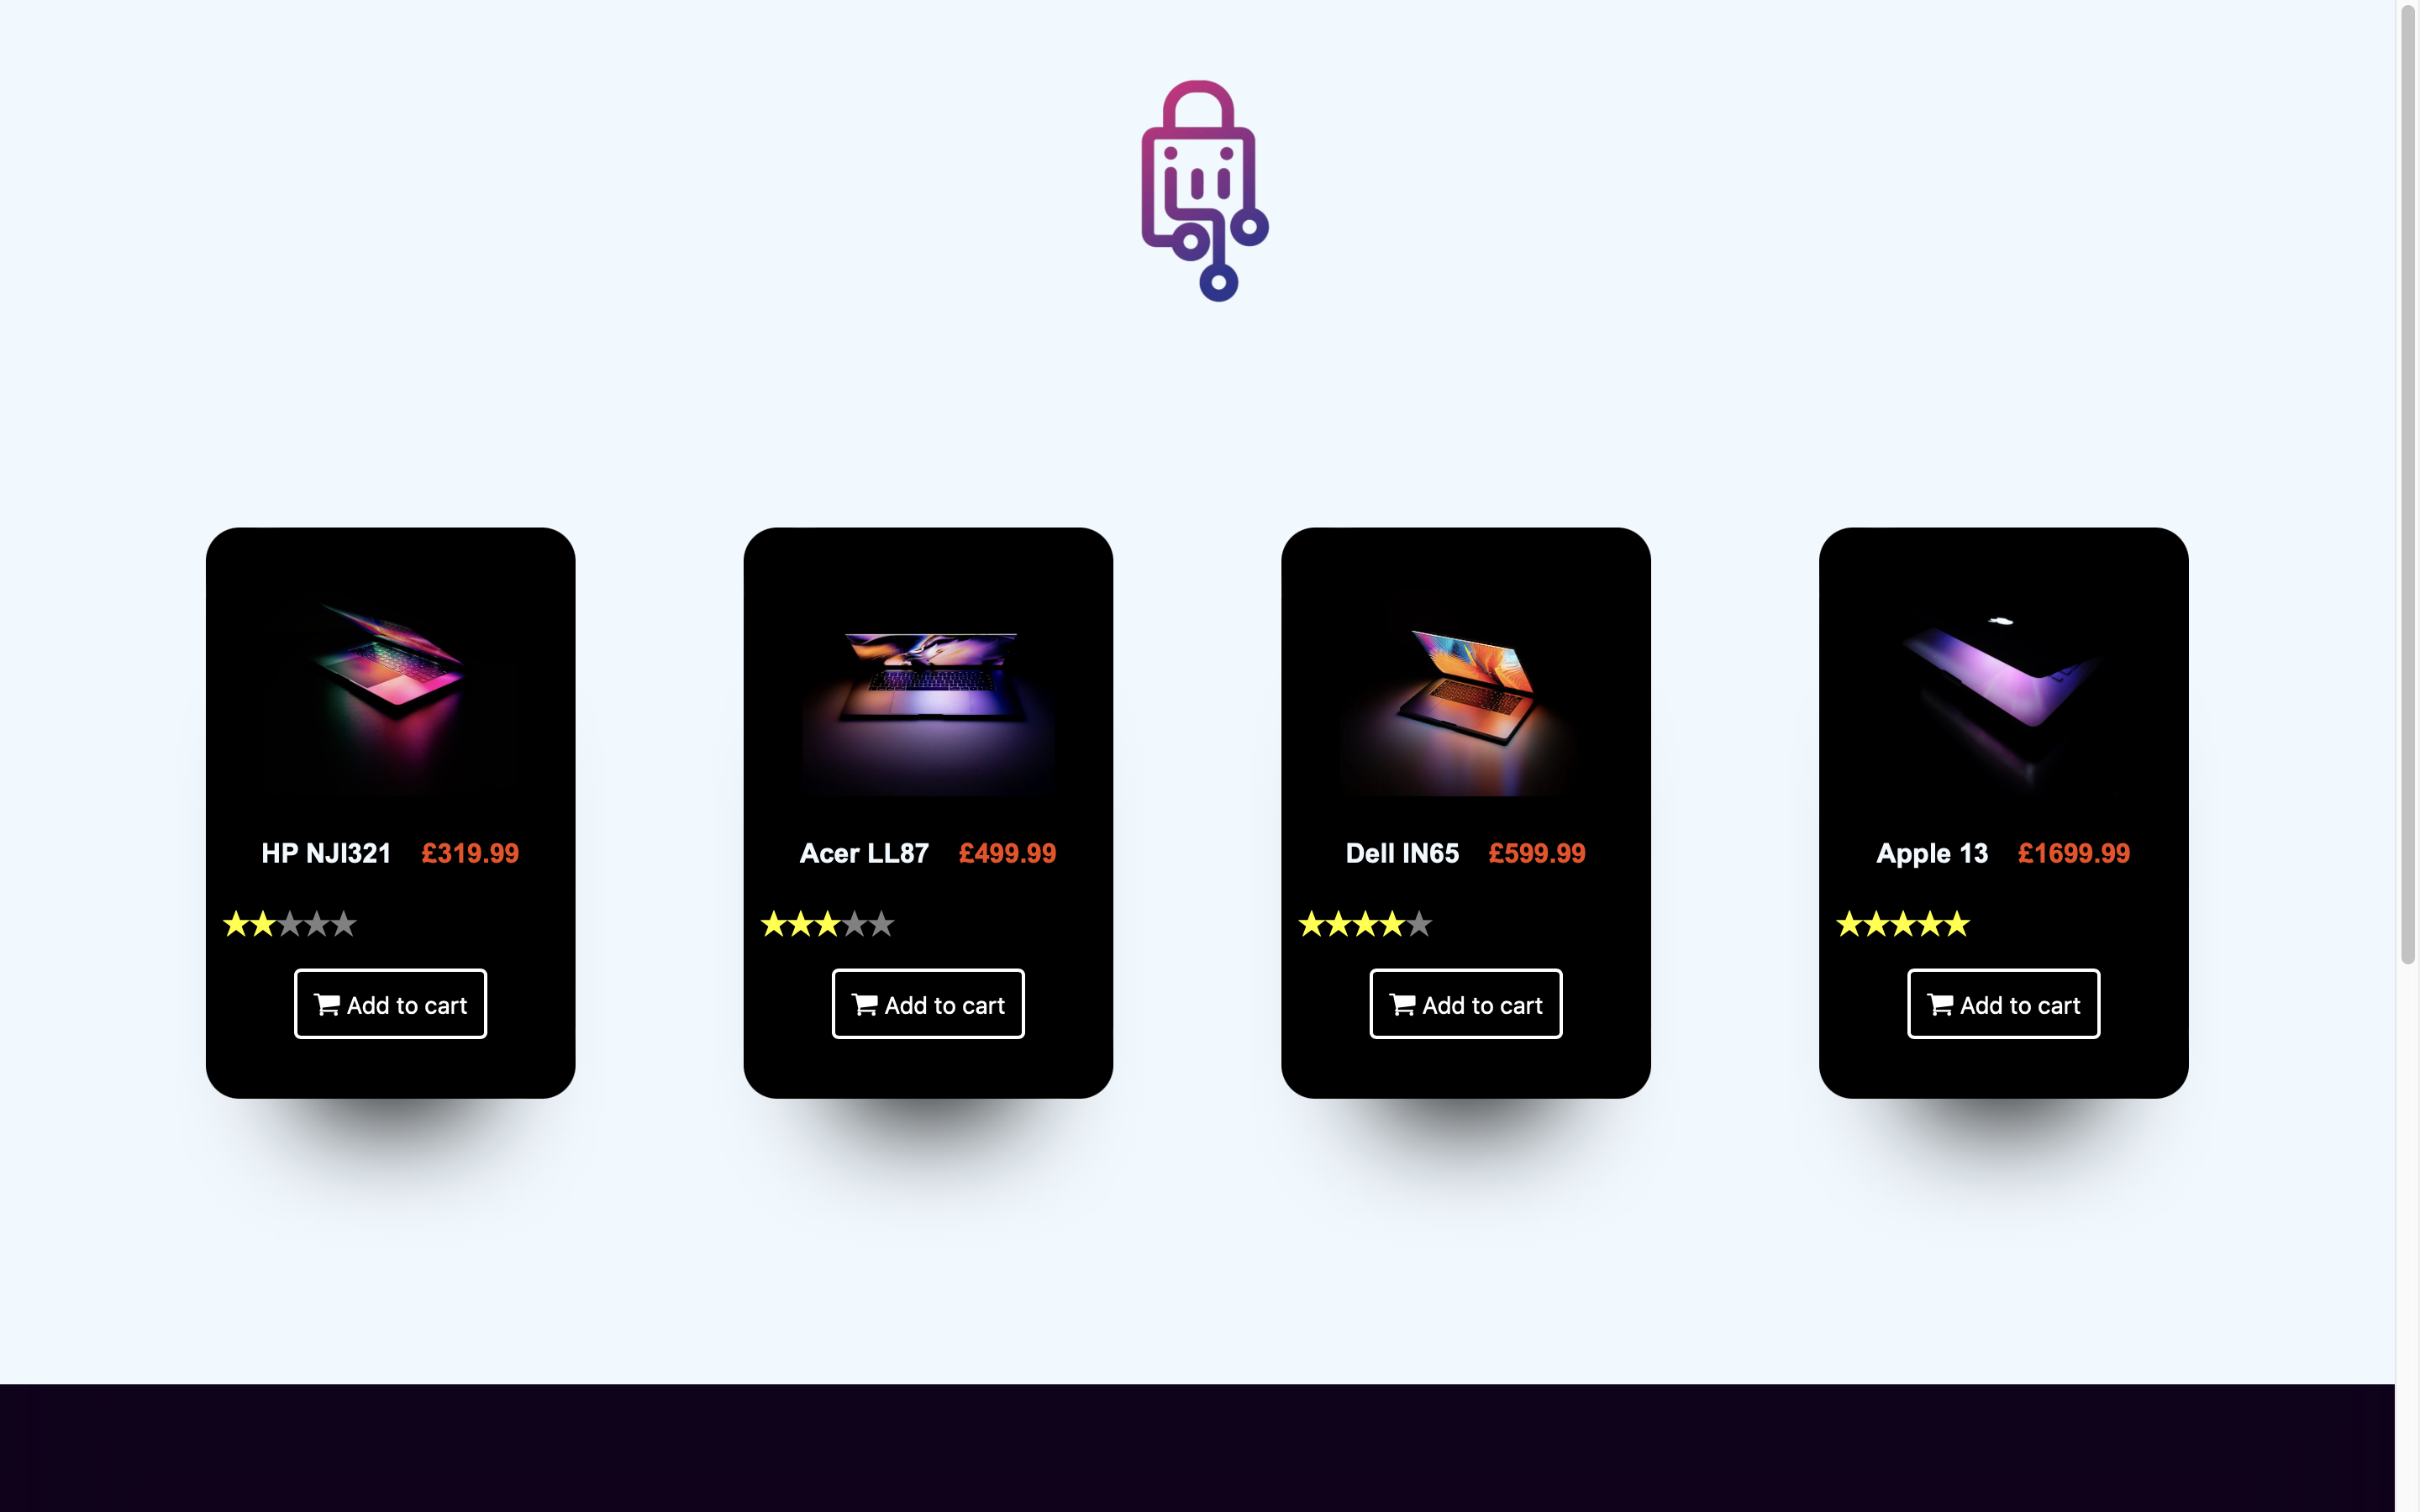 HP NJI321 £319.99
Add to cart
Acer LL87 £499.99
Add to cart
Dell IN65 £599.99
Add to cart
Apple 13 £1699.99
Add to cart